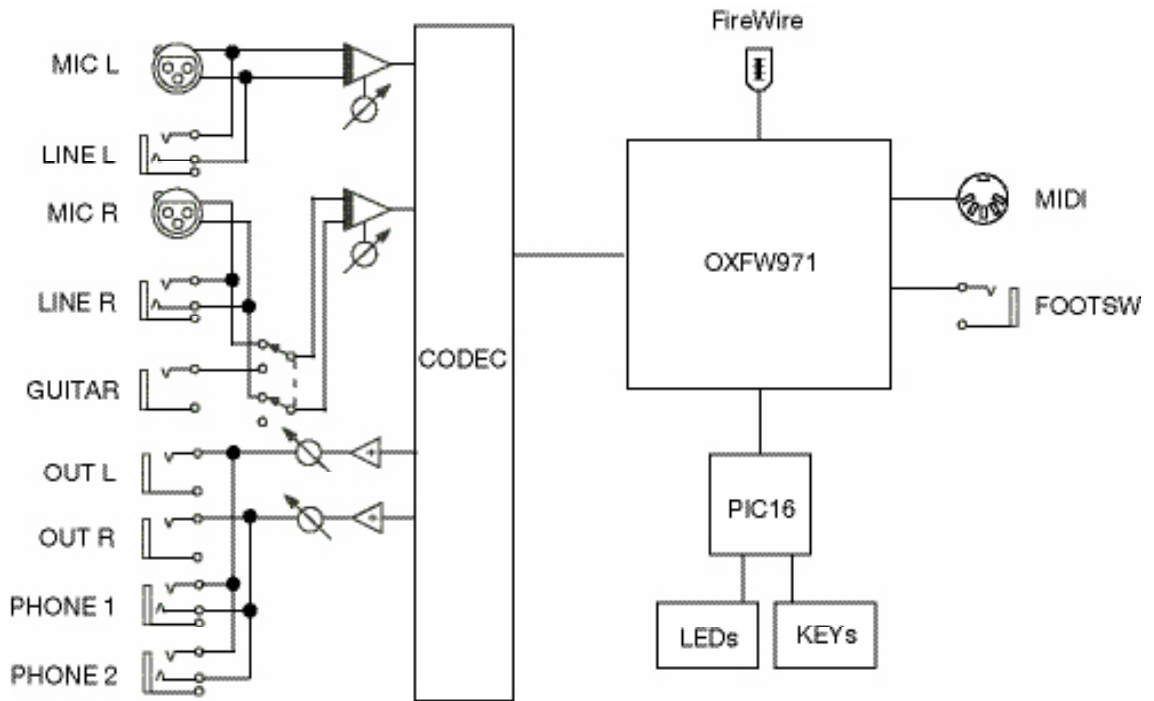 FireWire
MIC L
LINE L
MIC R
LINE R
GUITAR
OUT L
OUT R
PHONE 1
PHONE 2
CODEC
OXFW971
MIDI
FOOTSW
PIC16
LEDs
KEYs